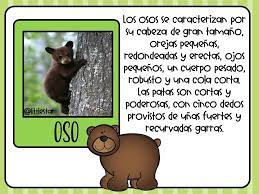 Los osos se caracterizan por
su cabeza de gran tamaño,
orejas pequeñas,
redondeadas y erectas, ojos
pequeños, un cuerpo pesado,
robusto y una cola corta.
Las patas son cortas y
poderosas, con cinco dedos
provistos de uñas fuertes y
recurvadas garras.
@littlestar
OSO